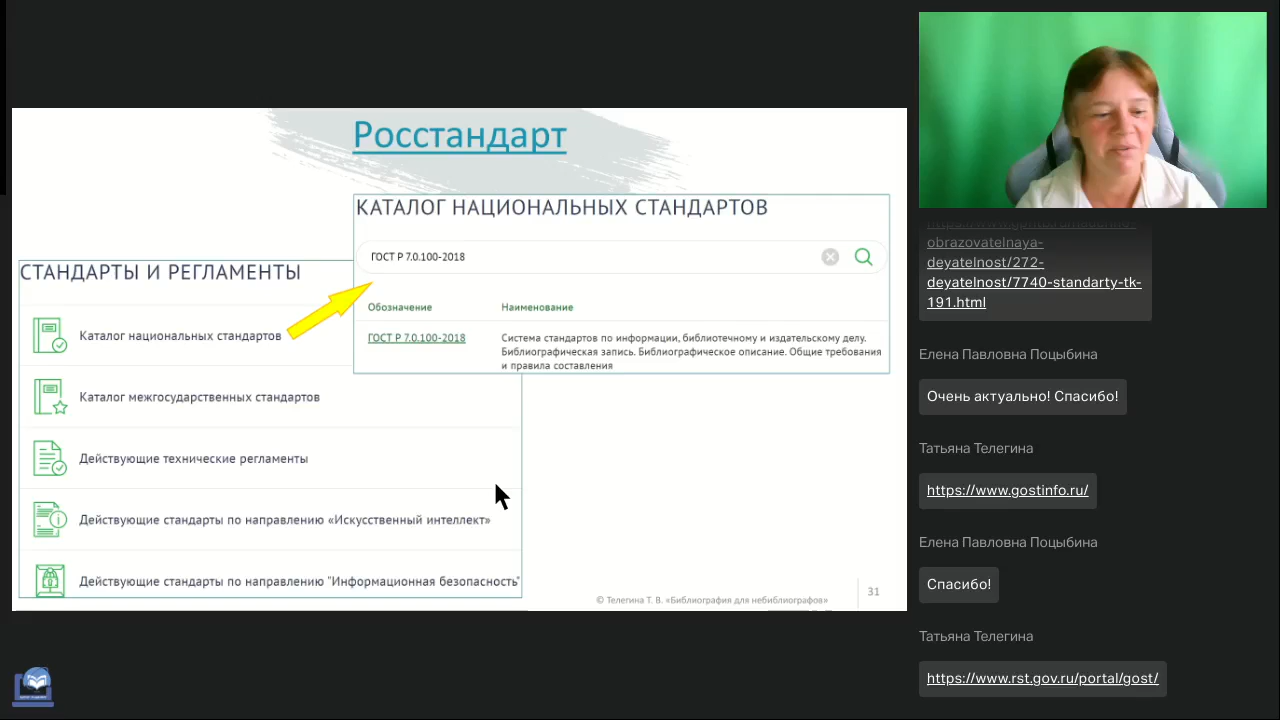 Росстандарт
КАТАЛОГ НАЦИОНАЛЬНЫХ СТАНДАРТОВ
ГОСТ Р 7.0.100-2018
Обозначение Наименование
ГОСТ Р 7.0.100-2018 Система стандартов по информации, библиотечному и издательскому делу.
Библиографическая запись. Библиографическое описание. Общие требования
и правила составления
СТАНДАРТЫ И РЕГЛАМЕНТЫ
Каталог национальных стандартов
Каталог межгосударственных стандартов
Действующие технические регламенты
Действующие стандарты по направлению «Искусственный интеллект»
Действующие стандарты по направлению "Информационная безопасность"
© Телегина Т. В. «Библиография для небиблиографов»
31
obrazovatelnaya-
deyatelnost/272-
deyatelnost/7740-standarty-tk-
191.html
Елена Павловна Поцыбина
Очень актуально! Спасибо!
Татьяна Телегина
https://www.gostinfo.ru/
Елена Павловна Поцыбина
Спасибо!
Татьяна Телегина
https://www.rst.gov.ru/portal/gost/